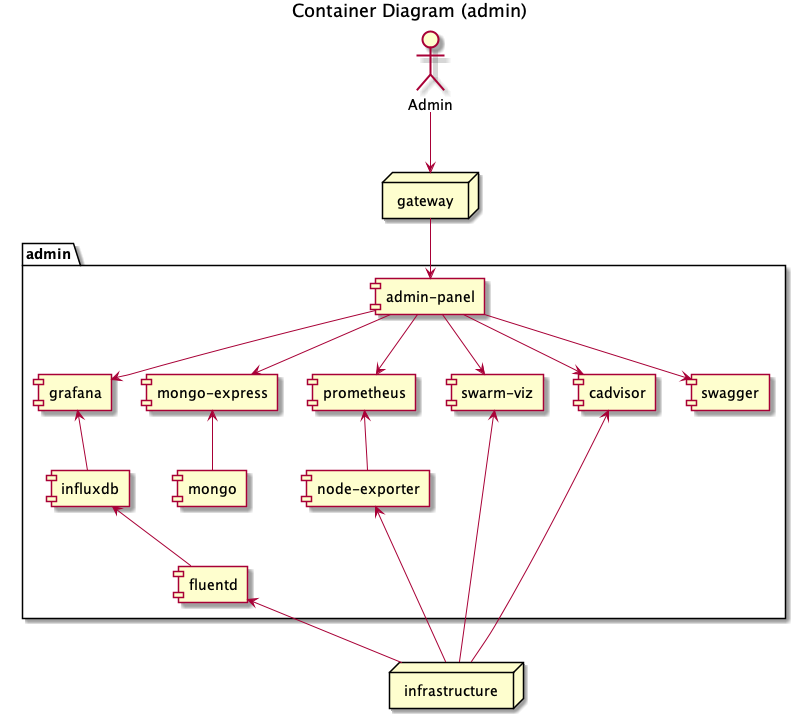 Container Diagram (admin)
Admin
gateway
admin
admin-panel
grafana
mongo-express
prometheus
swarm-viz
cadvisor
swagger
influxdb
mongo
node-exporter
fluentd
infrastructure